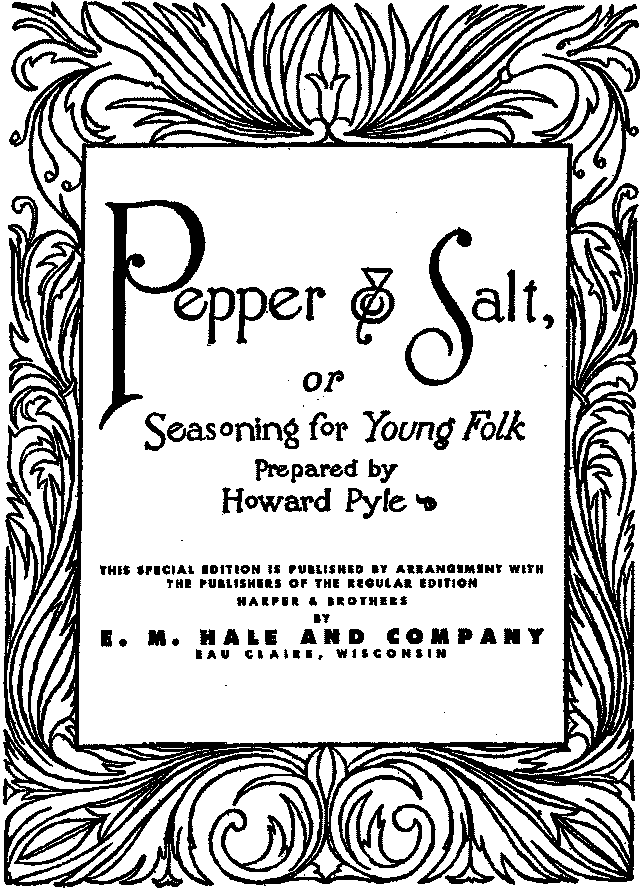 Pepper & Salt,
or
Seasoning for Young Folk
Prepared by
Howard Pyle
THIS SPECIAL EDITION IS PUBLISHED BY ARRANGEMENT WITH
THE PUBLISHERS OF THE REGULAR EDITION
HARPER & BROTHERS
BY
E. M. HALE AND COMPANY
EAU CLAIRE, WISCONSIN